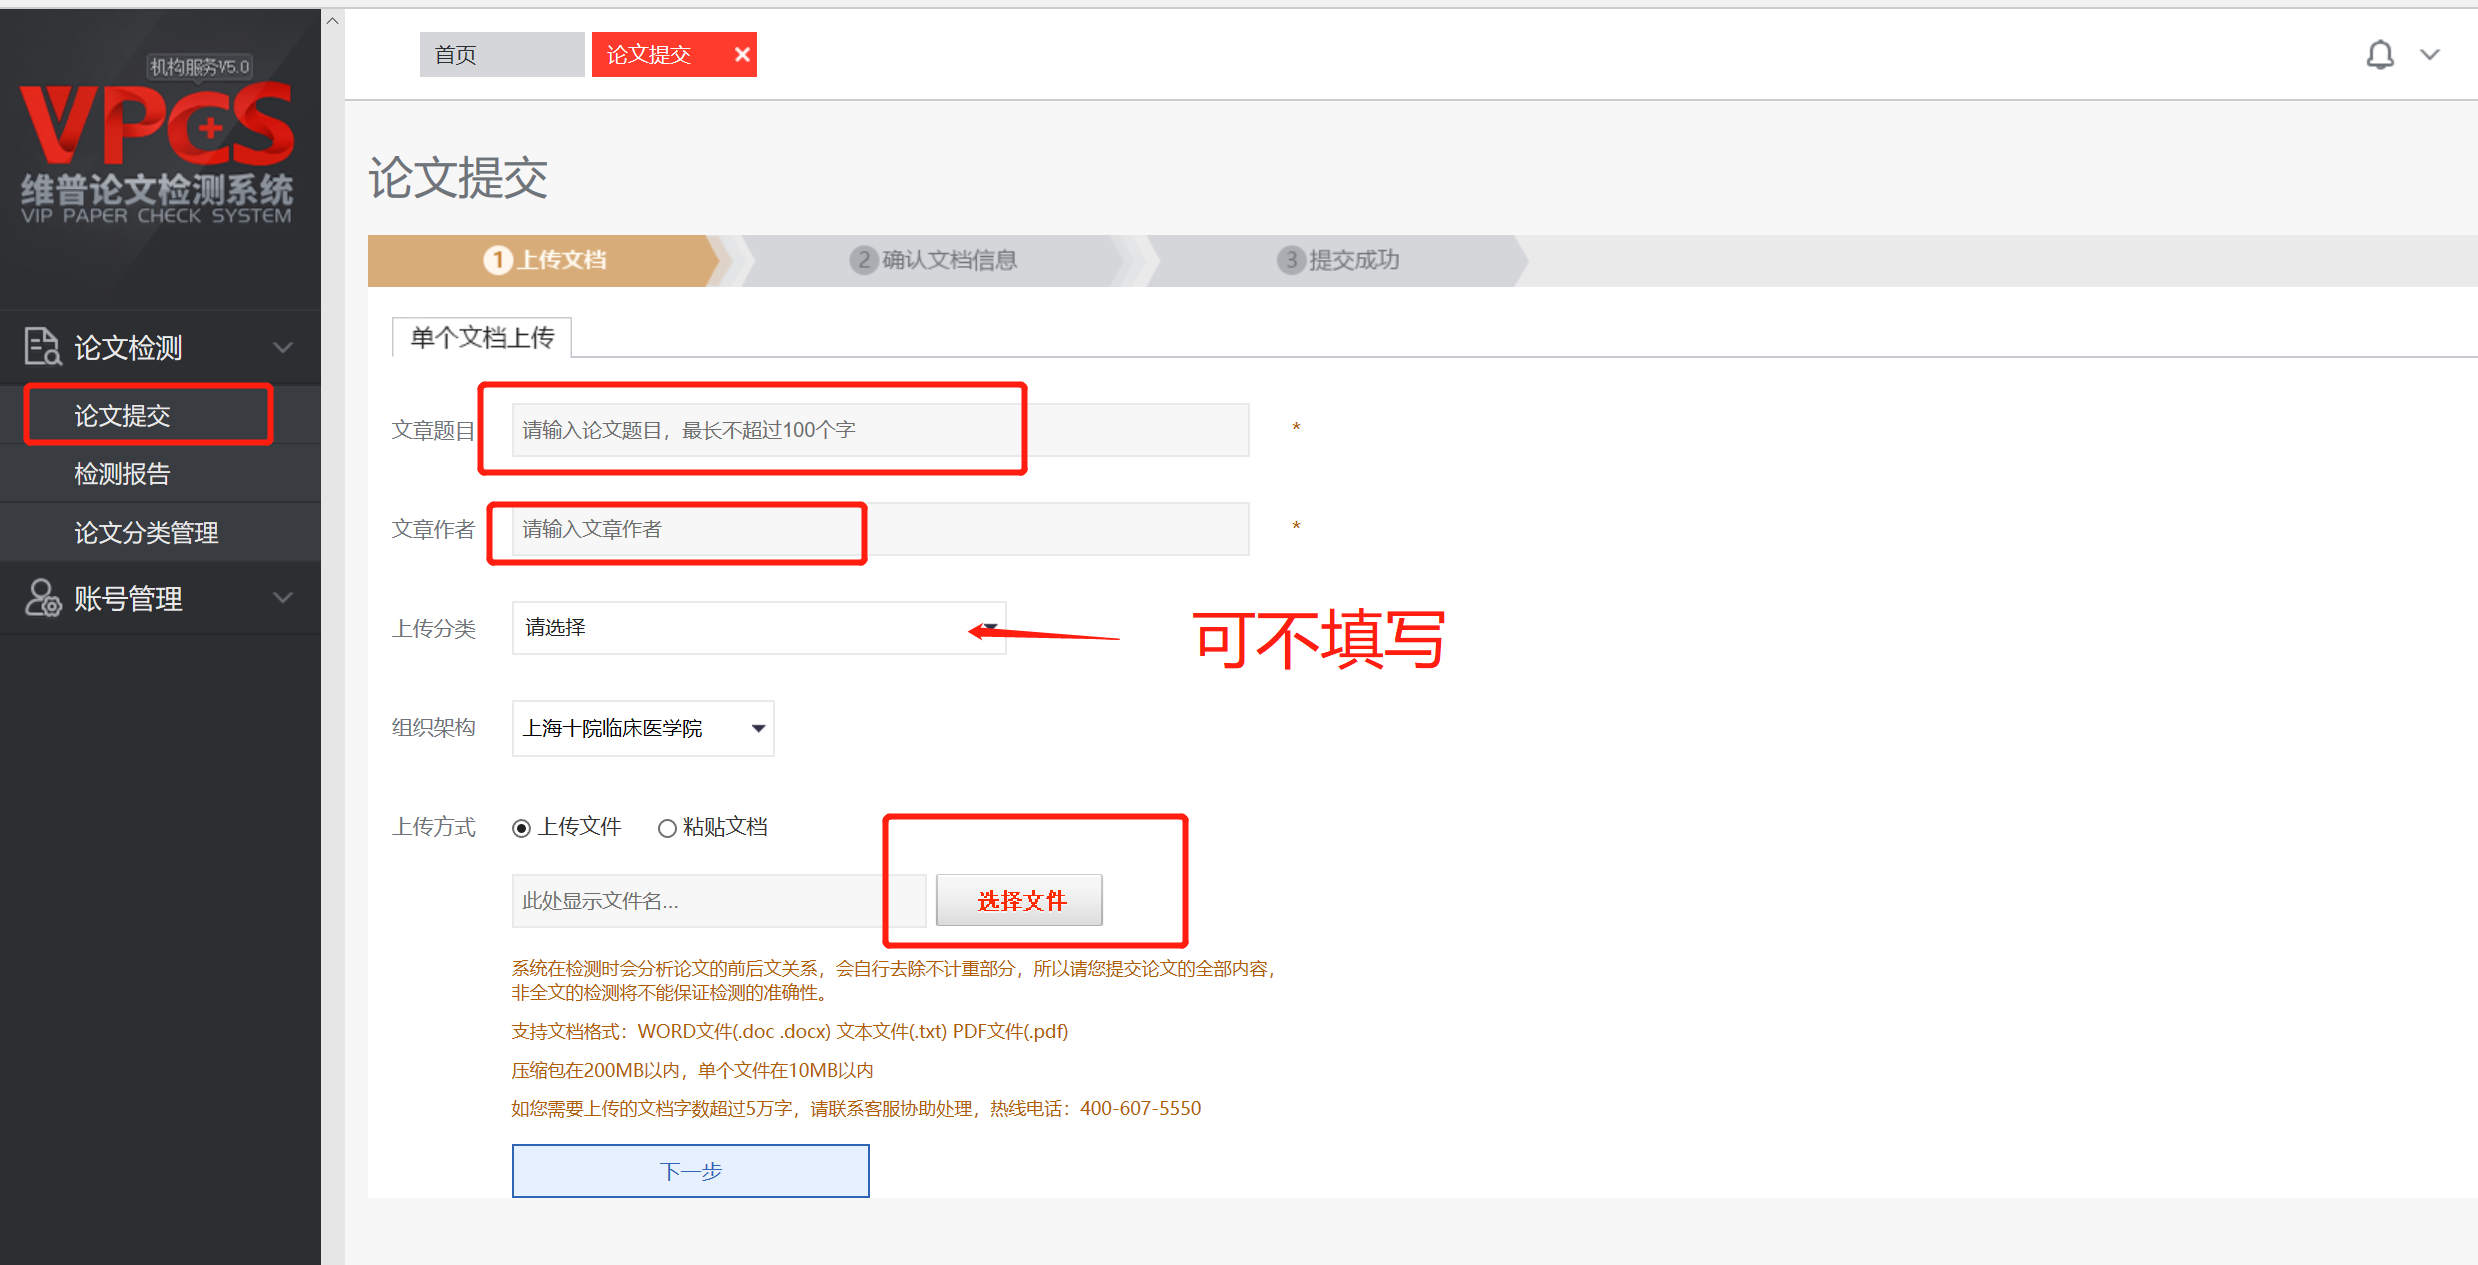 机构服务V5.0
VPCS
维普论文检测系统
VIP PAPER CHECK SYSTEM
论文检测
论文提交
检测报告
论文分类管理
账号管理
首页
论文提交
论文提交
1 上传文档
2 确认文档信息
3 提交成功
单个文档上传
文章题目 请输入论文题目，最长不超过100个字 *
文章作者 请输入文章作者 *
上传分类 请选择 可不填写
组织架构 上海十院临床医学院
上传方式 上传文件 粘贴文档
此处显示文件名... 选择文件
系统在检测时会分析论文的前后文关系，会自行去除不计重部分，所以请您提交论文的全部内容，
非全文的检测将不能保证检测的准确性。
支持文档格式：WORD文件(.doc .docx) 文本文件(.txt) PDF文件(.pdf)
压缩包在200MB以内，单个文件在10MB以内
如您需要上传的文档字数超过5万字，请联系客服协助处理，热线电话：400-607-5550
下一步